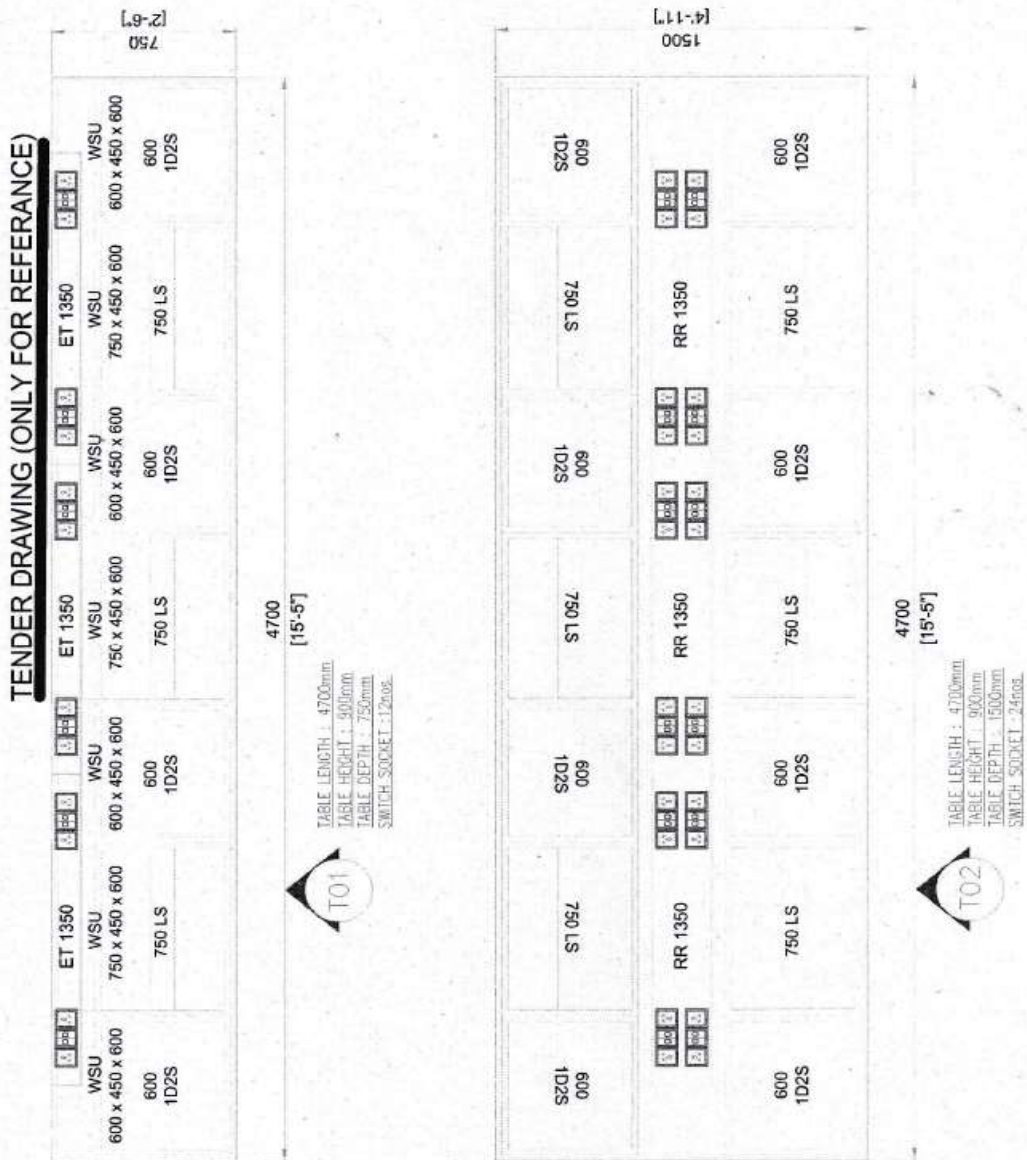 TENDER DRAWING (ONLY FOR REFERANCE)
ET 1350 ET 1350 ET 1350
WSU WSU WSU WSU WSU WSU WSU
600 x 450 x 600 750 x 450 x 600 600 x 450 x 600 750 x 450 x 600 600 x 450 x 600 750 x 450 x 600 600 x 450 x 600
600 750 LS 600 750 LS 600 750 LS 600
1D2S 1D2S 1D2S 1D2S
750
[2'-6"]
4700
[15'-5"]
T01
TABLE LENGTH : 4700mm
TABLE HEIGHT : 900mm
TABLE DEPTH : 750mm
SWITCH SOCKET :12nos.
600 750 LS 600 750 LS 600 750 LS 600
1D2S 1D2S 1D2S 1D2S
RR 1350 RR 1350 RR 1350
600 750 LS 600 750 LS 600 750 LS 600
1D2S 1D2S 1D2S 1D2S
1500
[4'-11"]
4700
[15'-5"]
T02
TABLE LENGTH : 4700mm
TABLE HEIGHT : 900mm
TABLE DEPTH : 1500mm
SWITCH SOCKET : 24nos.